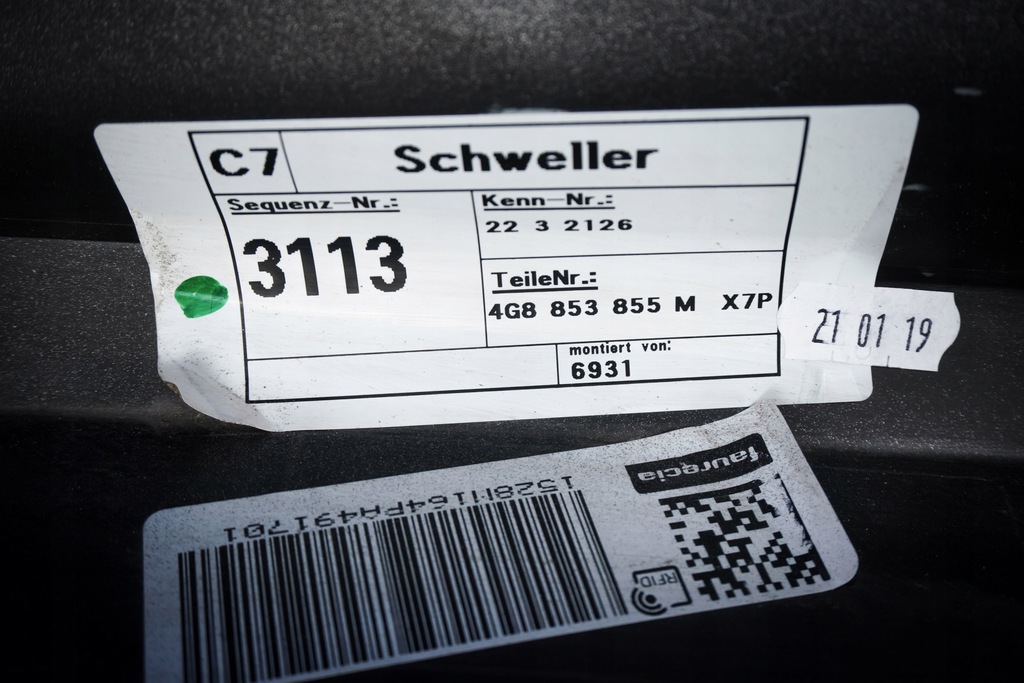 C7 Schweller
Sequenz-Nr.:
3113
Kenn-Nr.:
22 3 2126
TeileNr.:
4G8 853 855 M X7P
montiert von:
6931
21 01 19
faurecia
RFID